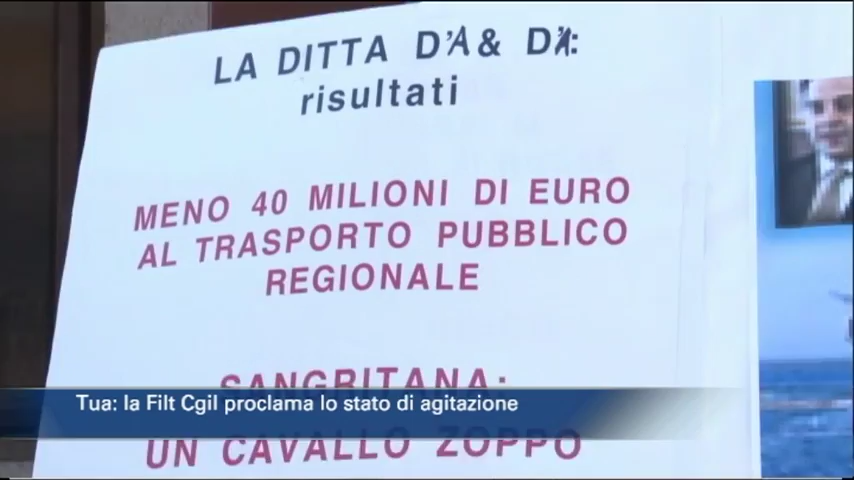 LA DITTA D'A & D'A:
risultati
MENO 40 MILIONI DI EURO
AL TRASPORTO PUBBLICO
REGIONALE
SANGRITANA:
Tua: la Filt Cgil proclama lo stato di agitazione
UN CAVALLO ZOPPO